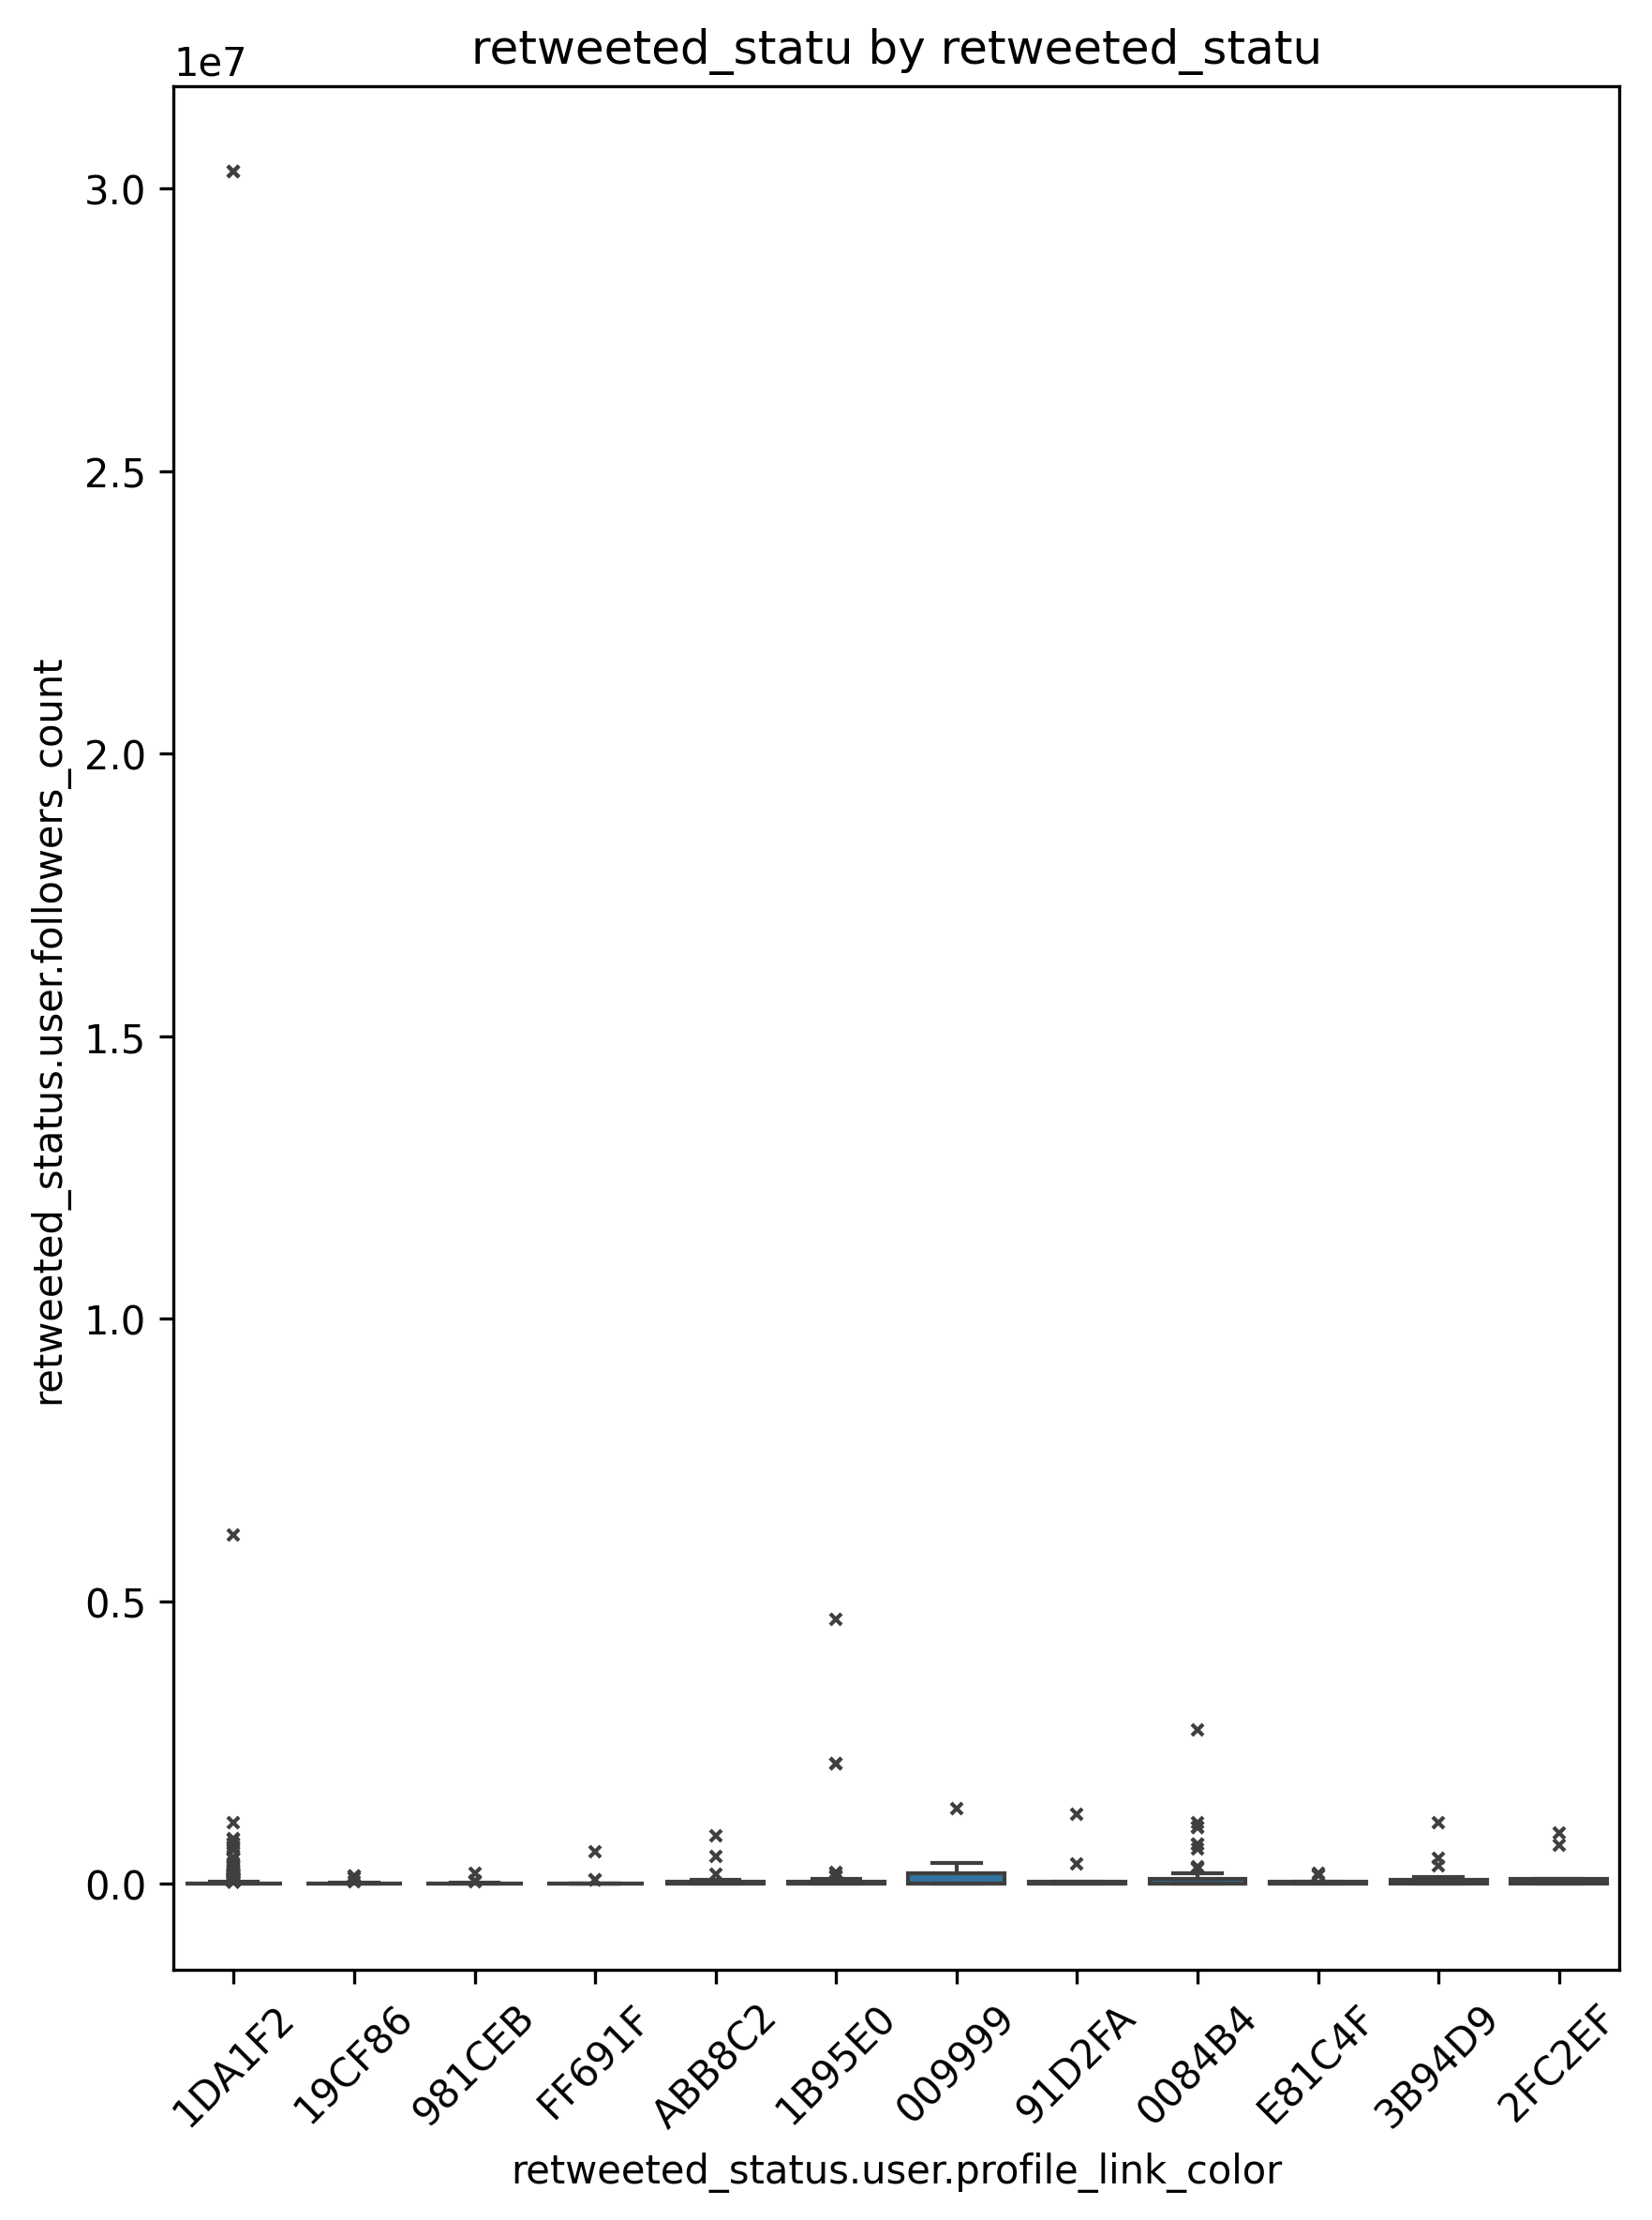 retweeted_statu by retweeted_statu
1e7
3.0
2.5
2.0
1.5
1.0
0.5
0.0
retweeted_status.user.followers_count
1DA1F2
19CF86
981CEB
FF691F
ABB8C2
1B95E0
009999
91D2FA
0084B4
E81C4F
3B94D9
2FC2EF
retweeted_status.user.profile_link_color